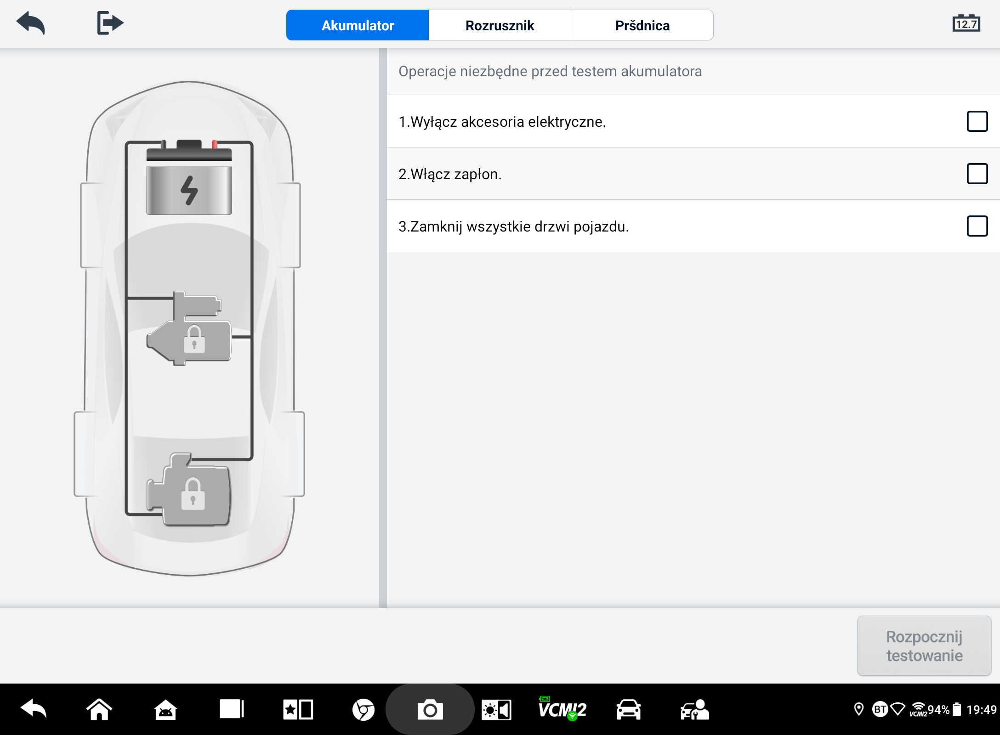 Akumulator
Rozrusznik
Pršdnica
12.7
Operacje niezbędne przed testem akumulatora
1.Wyłącz akcesoria elektryczne.
2.Włącz zapłon.
3.Zamknij wszystkie drzwi pojazdu.
Rozpocznij
testowanie
VCMI2
BT
VCMI2
94%
19:49